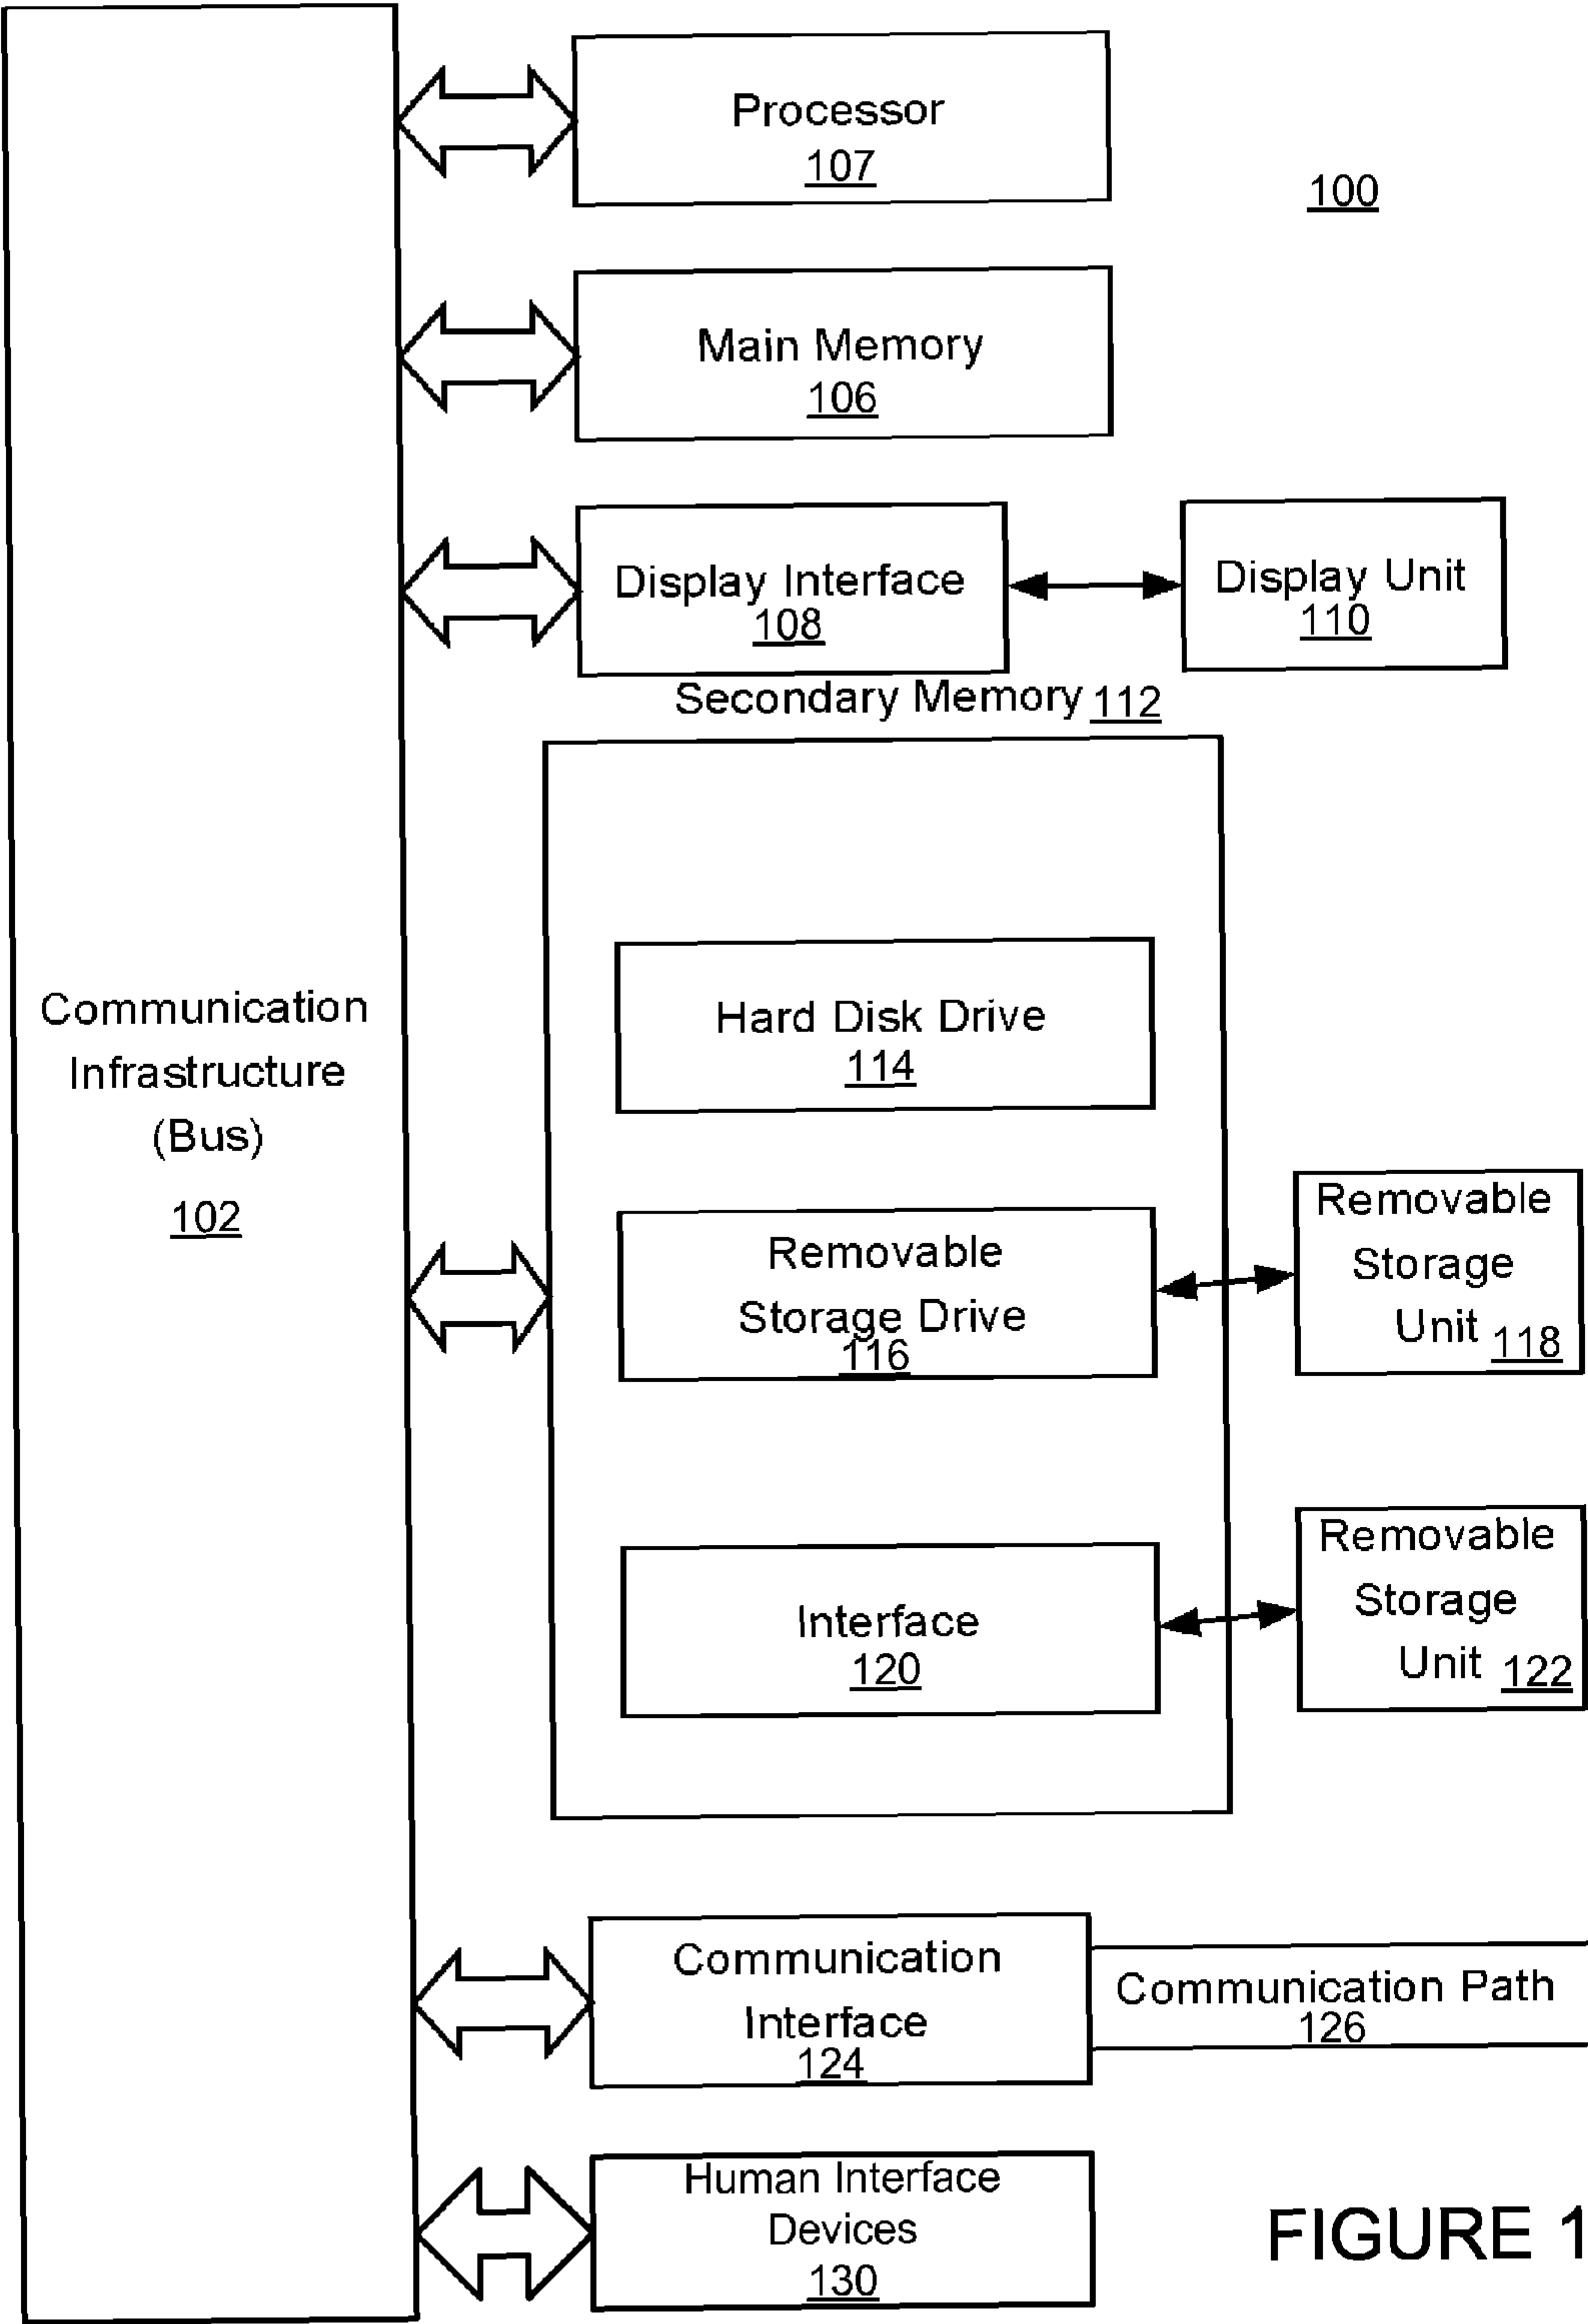 Processor
107
100
Main Memory
106
Display Interface
108
Display Unit
110
Secondary Memory 112
Hard Disk Drive
114
Communication
Infrastructure
(Bus)
102
Removable
Storage Drive
116
Removable
Storage
Unit 118
Interface
120
Removable
Storage
Unit 122
Communication
Interface
124
Communication Path
126
Human Interface
Devices
130
FIGURE 1